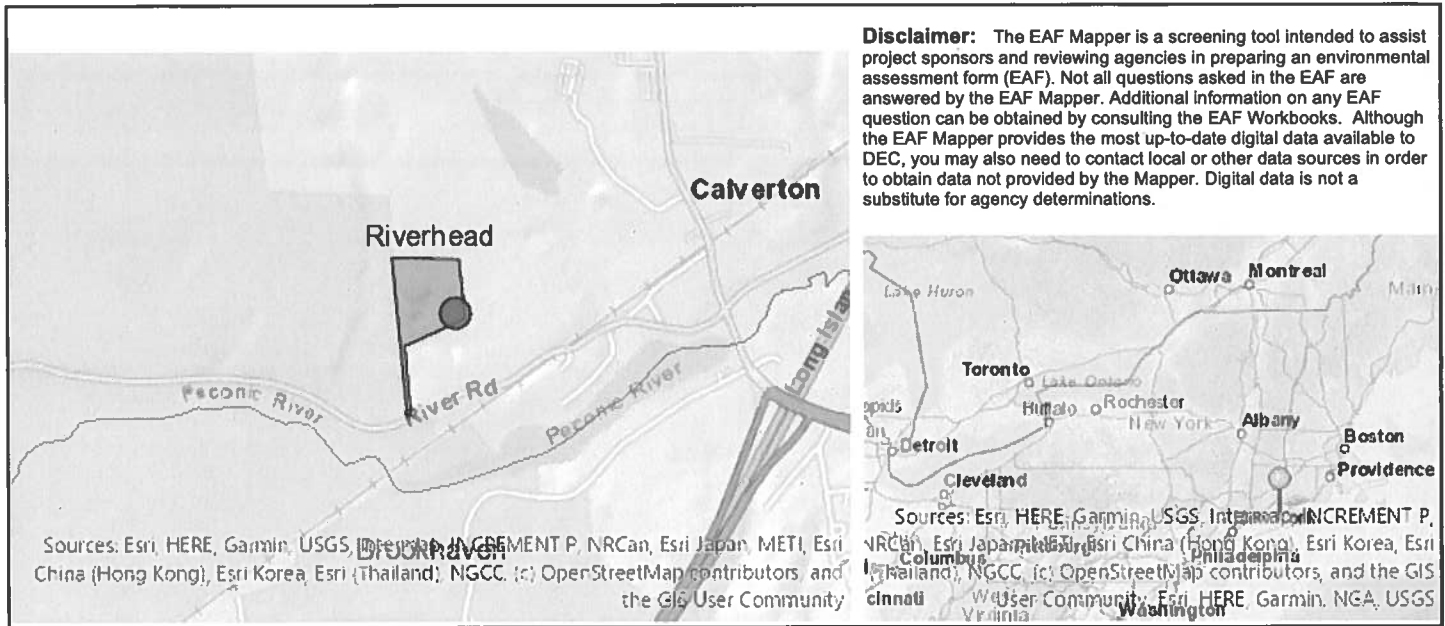 Disclaimer: The EAF Mapper is a screening tool intended to assist
project sponsors and reviewing agencies in preparing an environmental
assessment form (EAF). Not all questions asked in the EAF are
answered by the EAF Mapper. Additional information on any EAF
question can be obtained by consulting the EAF Workbooks. Although
the EAF Mapper provides the most up-to-date digital data available to
DEC, you may also need to contact local or other data sources in order
to obtain data not provided by the Mapper. Digital data is not a
substitute for agency determinations.
Calverton
Riverhead
Long Island
Peconic River
River Rd
Peconic River
Brookhaven
Sources: Esri, HERE, Garmin, USGS, Intermap, INCREMENT P, NRCan, Esri Japan, METI, Esri
China (Hong Kong), Esri Korea, Esri (Thailand), NGCC, (c) OpenStreetMap contributors, and
the GIS User Community
Ottawa
Montreal
Lake Huron
Toronto
Lake Ontario
Buffalo
Rochester
New York
Albany
Boston
Detroit
Providence
Cleveland
Sources: Esri, HERE, Garmin, USGS, Intermap, INCREMENT P,
NRCan, Esri Japan, METI, Esri China (Hong Kong), Esri Korea, Esri
(Thailand), NGCC, (c) OpenStreetMap contributors, and the GIS
User Community, Esri, HERE, Garmin, NGA, USGS
Pittsburgh
Columbus
Philadelphia
cinnati
Virginia
Washington